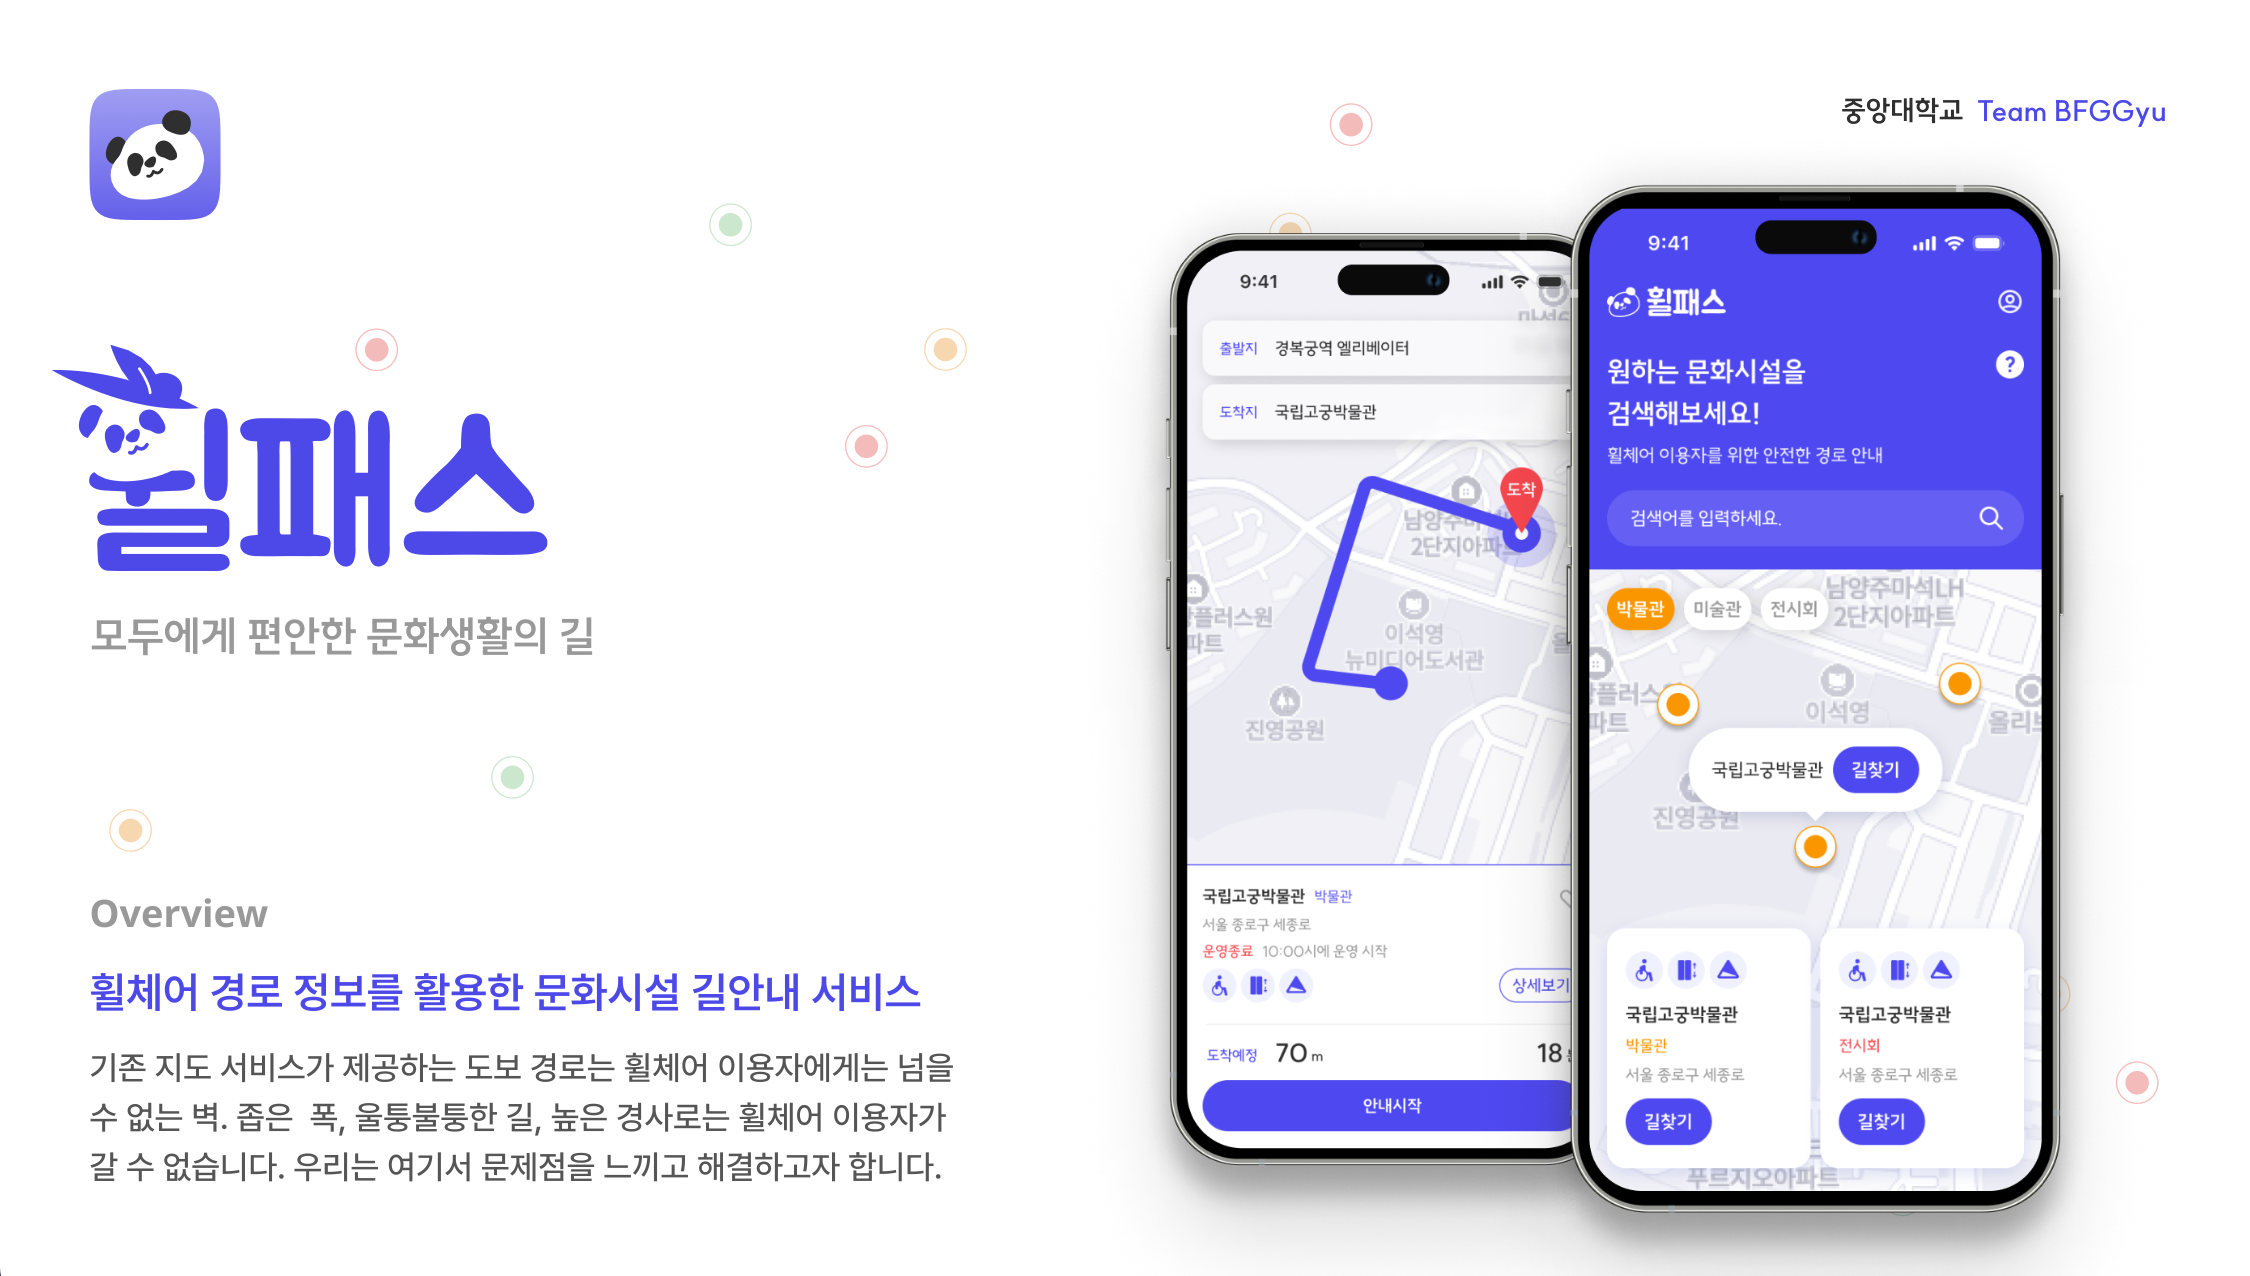 중앙대학교 Team BFGGyu
휠패스
모두에게 편안한 문화생활의 길
Overview
휠체어 경로 정보를 활용한 문화시설 길안내 서비스
기존 지도 서비스가 제공하는 도보 경로는 휠체어 이용자에게는 넘을
수 없는 벽. 좁은 폭, 울퉁불퉁한 길, 높은 경사로는 휠체어 이용자가
갈 수 없습니다. 우리는 여기서 문제점을 느끼고 해결하고자 합니다.
9:41
출발지 경복궁역 엘리베이터
도착지 국립고궁박물관
도착
남양주마석
2단지아파트
플러스원
파트
이석영
뉴미디어도서관
진영공원
국립고궁박물관 박물관
서울 종로구 세종로
운영종료 10:00시에 운영 시작
상세보기
도착예정 70 m
18
안내시작
9:41
휠패스
원하는 문화시설을
검색해보세요!
?
휠체어 이용자를 위한 안전한 경로 안내
검색어를 입력하세요.
박물관 미술관 전시회
남양주마석LH
2단지아파트
플러스
파트
이석영
올리브
국립고궁박물관 길찾기
진영공원
국립고궁박물관
박물관
서울 종로구 세종로
길찾기
국립고궁박물관
전시회
서울 종로구 세종로
길찾기
푸르지오아파트